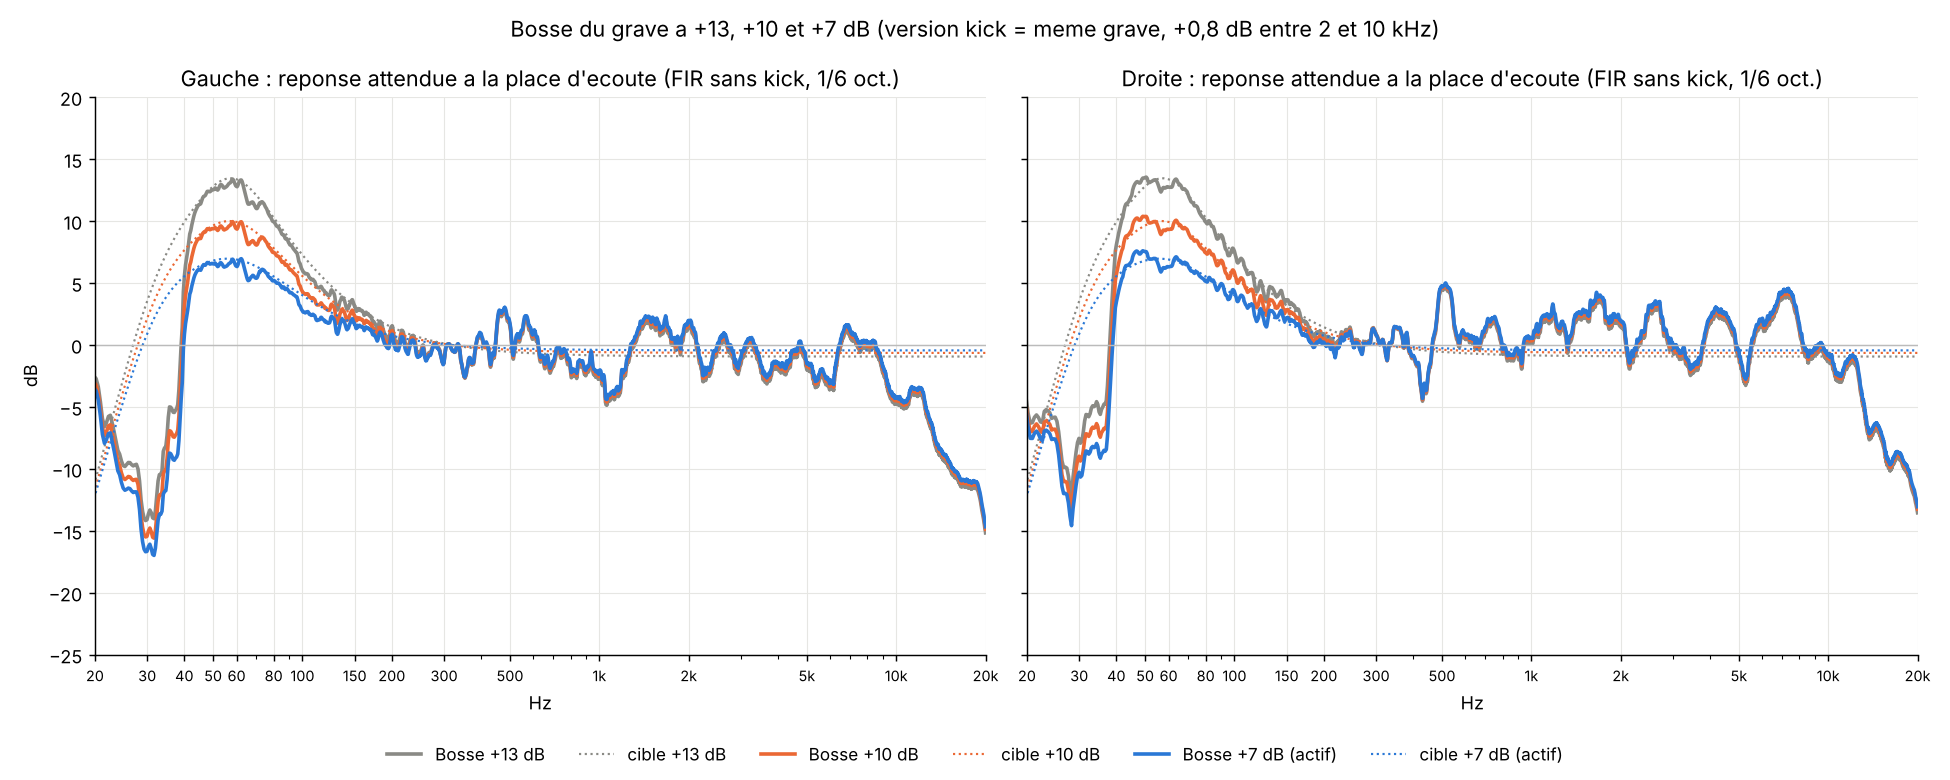 Bosse du grave a +13, +10 et +7 dB (version kick = meme grave, +0,8 dB entre 2 et 10 kHz)
Gauche : reponse attendue a la place d'ecoute (FIR sans kick, 1/6 oct.)
Droite : reponse attendue a la place d'ecoute (FIR sans kick, 1/6 oct.)
20
15
10
5
0
−5
−10
−15
−20
−25
dB
20 30 40 50 60 80 100 150 200 300 500 1k 2k 5k 10k 20k
20 30 40 50 60 80 100 150 200 300 500 1k 2k 5k 10k 20k
Hz
Hz
Bosse +13 dB cible +13 dB Bosse +10 dB cible +10 dB Bosse +7 dB (actif) cible +7 dB (actif)